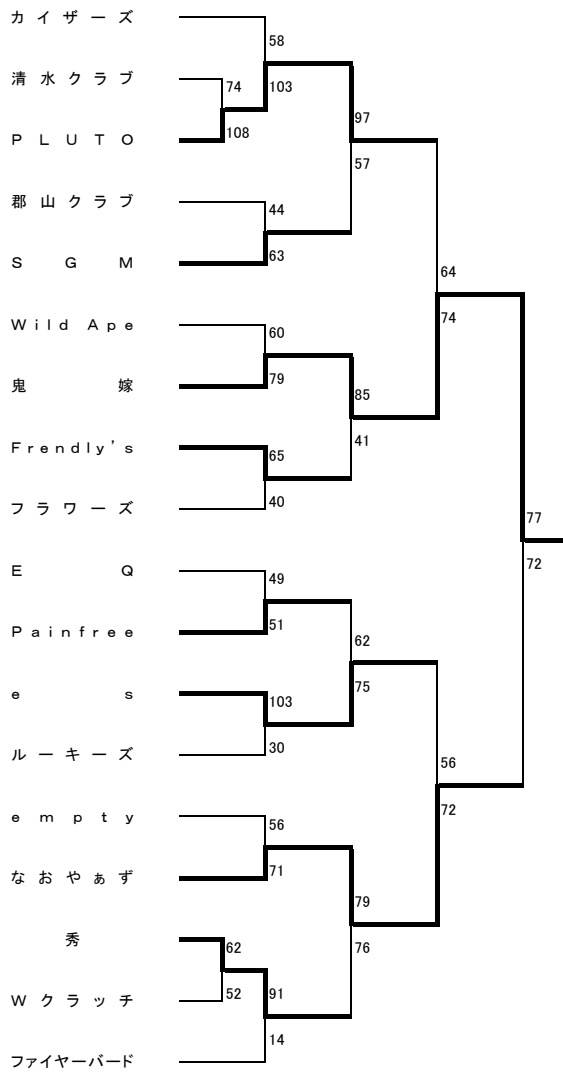 カイザーズ
58
清水クラブ
74
103
PLUTO
108
97
57
郡山クラブ
44
SGM
63
64
74
Wild Ape
60
鬼嫁
79
85
41
Frendly's
65
フラワーズ
40
77
72
EQ
49
Painfree
51
62
75
es
103
ルーキーズ
30
56
72
empty
56
なおやぁず
71
79
76
秀
62
Wクラッチ
52
91
14
ファイヤーバード